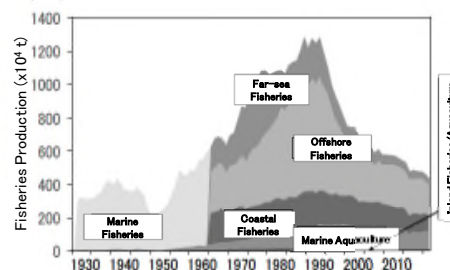 Fisheries Production (x10⁴ t)
1400
1200
1000
800
600
400
200
0
Far-sea
Fisheries
Offshore
Fisheries
Marine
Fisheries
Coastal
Fisheries
Marine Aquaculture
1930 1940 1950 1960 1970 1980 1990 2000 2010